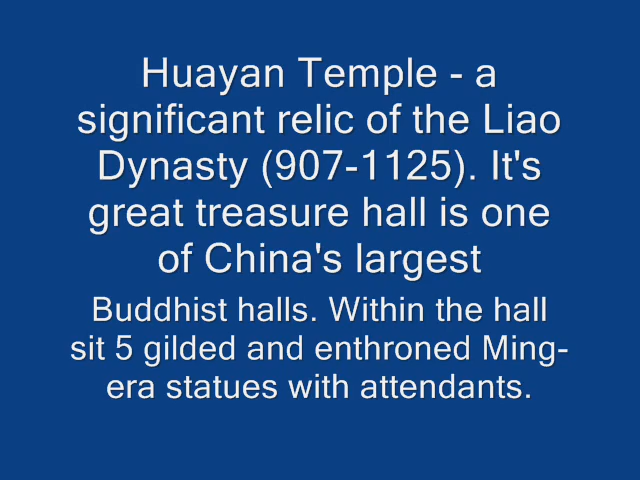 Huayan Temple - a
significant relic of the Liao
Dynasty (907-1125). It's
great treasure hall is one
of China's largest
Buddhist halls. Within the hall
sit 5 gilded and enthroned Ming-
era statues with attendants.